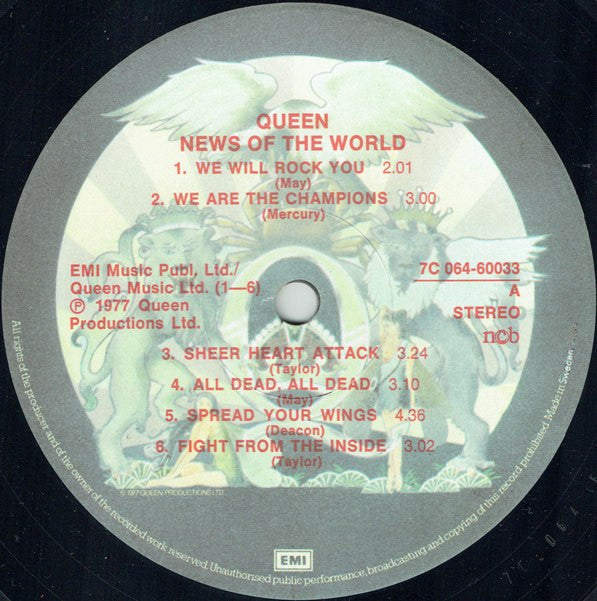 QUEEN
NEWS OF THE WORLD
1. WE WILL ROCK YOU 2.01
(May)
2. WE ARE THE CHAMPIONS 3.00
(Mercury)
EMI Music Publ, Ltd./
Queen Music Ltd. (1—6)
Ⓟ 1977 Queen
Productions Ltd.
7C 064-60033
A
STEREO
ncb
3. SHEER HEART ATTACK 3.24
(Taylor)
4. ALL DEAD, ALL DEAD 3.10
(May)
5. SPREAD YOUR WINGS 4.36
(Deacon)
6. FIGHT FROM THE INSIDE 3.02
(Taylor)
© 1977 QUEEN PRODUCTIONS LTD
EMI
All rights of the producer and of the owner of the recorded work reserved. Unauthorised public performance, broadcasting and copying of this record prohibited. Made in Sweden